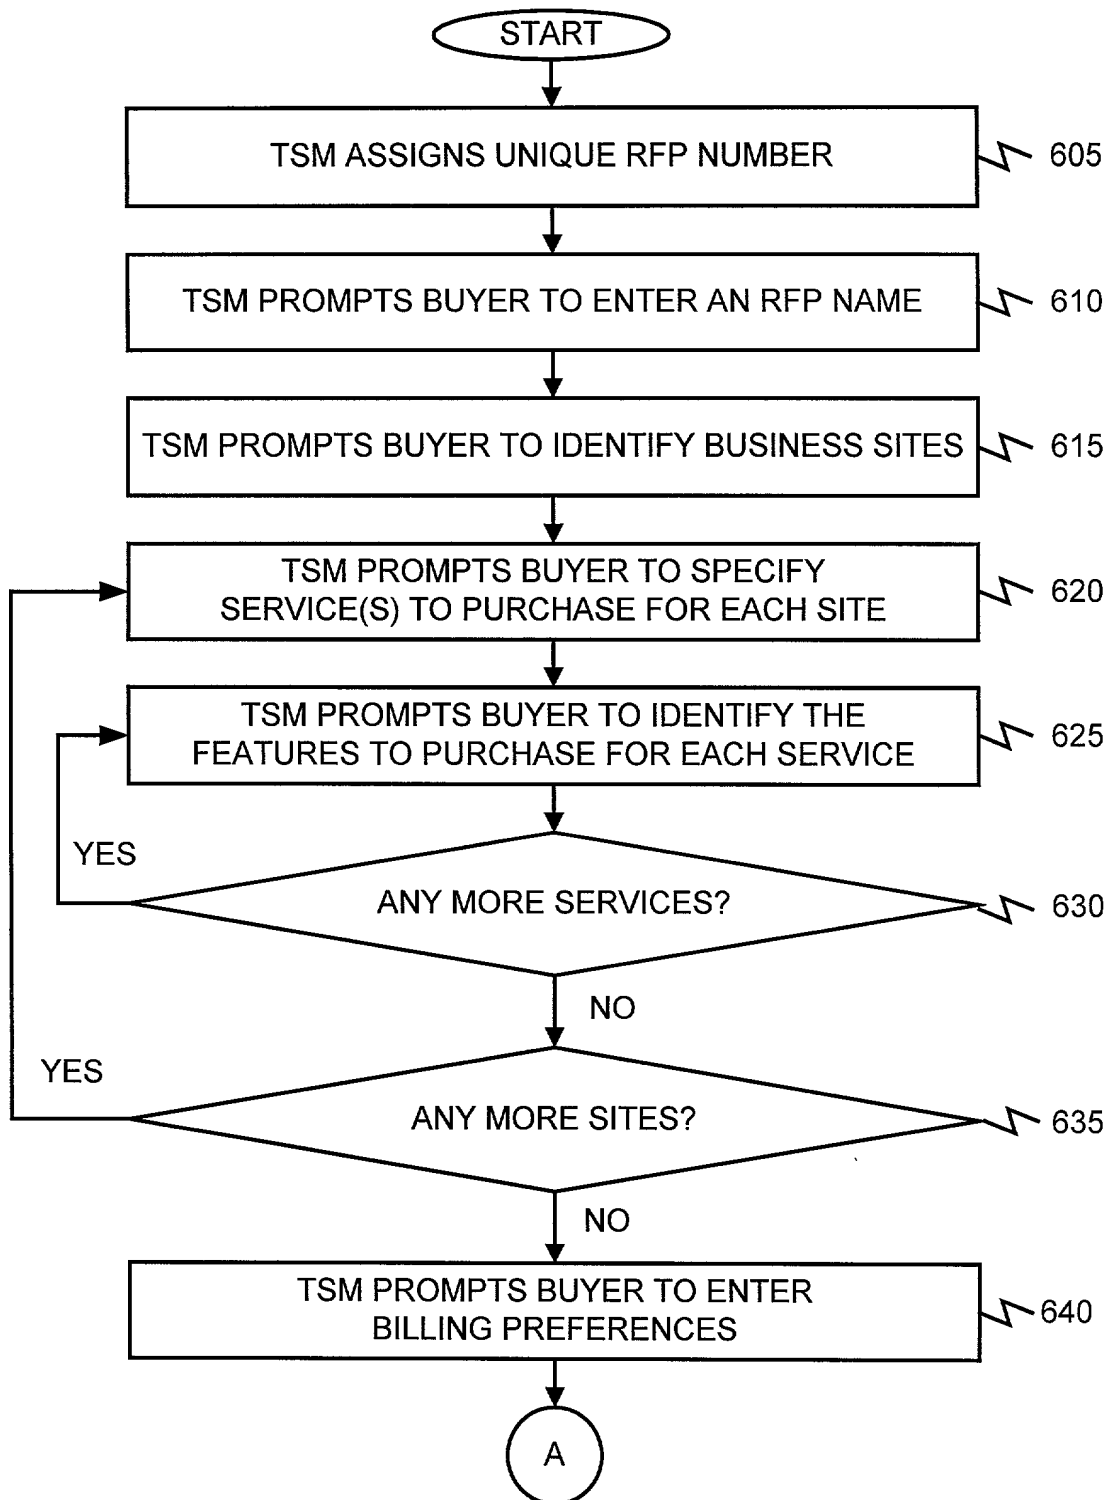 START
TSM ASSIGNS UNIQUE RFP NUMBER
605
TSM PROMPTS BUYER TO ENTER AN RFP NAME
610
TSM PROMPTS BUYER TO IDENTIFY BUSINESS SITES
615
TSM PROMPTS BUYER TO SPECIFY
SERVICE(S) TO PURCHASE FOR EACH SITE
620
TSM PROMPTS BUYER TO IDENTIFY THE
FEATURES TO PURCHASE FOR EACH SERVICE
625
YES
ANY MORE SERVICES?
630
NO
YES
ANY MORE SITES?
635
NO
TSM PROMPTS BUYER TO ENTER
BILLING PREFERENCES
640
A